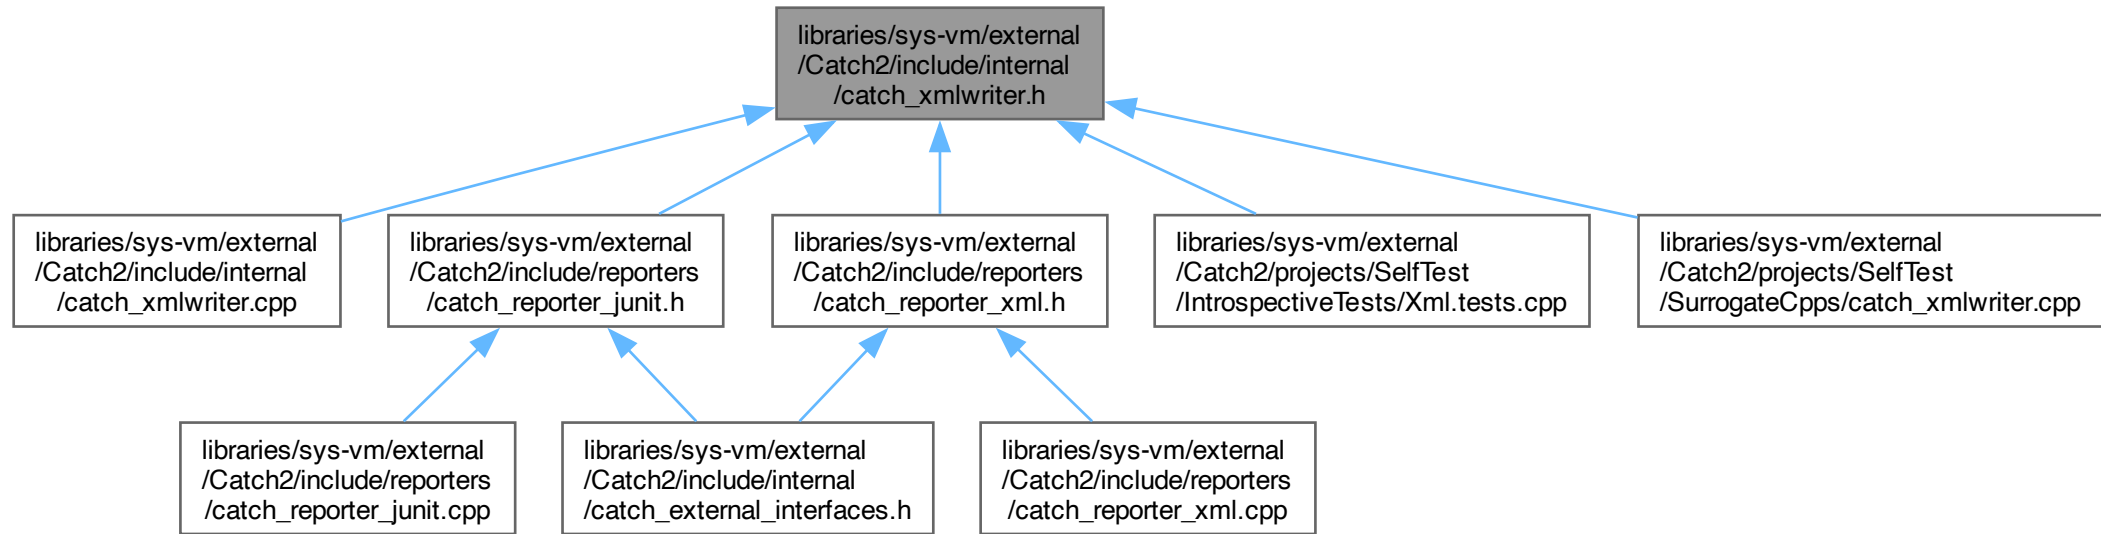 libraries/sys-vm/external
/Catch2/include/internal
/catch_xmlwriter.h
libraries/sys-vm/external
/Catch2/include/internal
/catch_xmlwriter.cpp
libraries/sys-vm/external
/Catch2/include/reporters
/catch_reporter_junit.h
libraries/sys-vm/external
/Catch2/include/reporters
/catch_reporter_xml.h
libraries/sys-vm/external
/Catch2/projects/SelfTest
/IntrospectiveTests/Xml.tests.cpp
libraries/sys-vm/external
/Catch2/projects/SelfTest
/SurrogateCpps/catch_xmlwriter.cpp
libraries/sys-vm/external
/Catch2/include/reporters
/catch_reporter_junit.cpp
libraries/sys-vm/external
/Catch2/include/internal
/catch_external_interfaces.h
libraries/sys-vm/external
/Catch2/include/reporters
/catch_reporter_xml.cpp